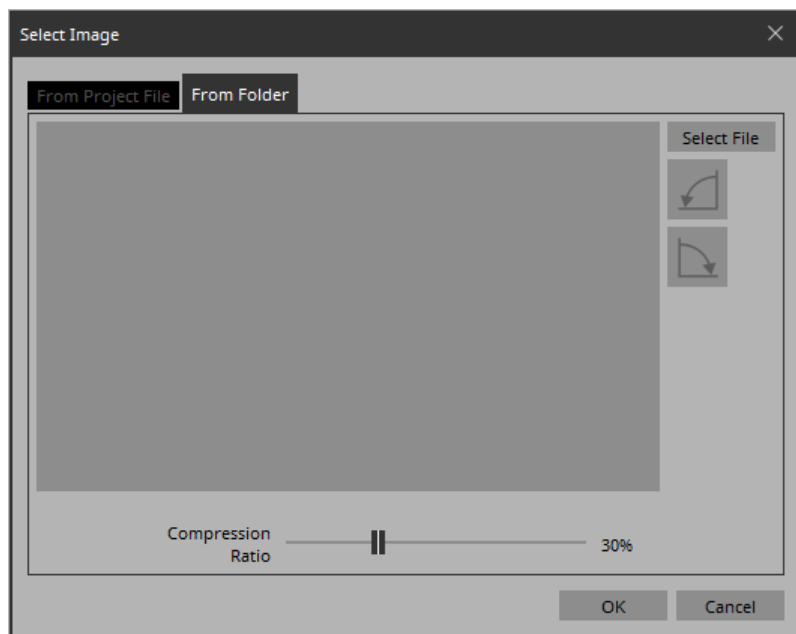 Select Image
From Project File
From Folder
Select File
Compression
Ratio
30%
OK
Cancel